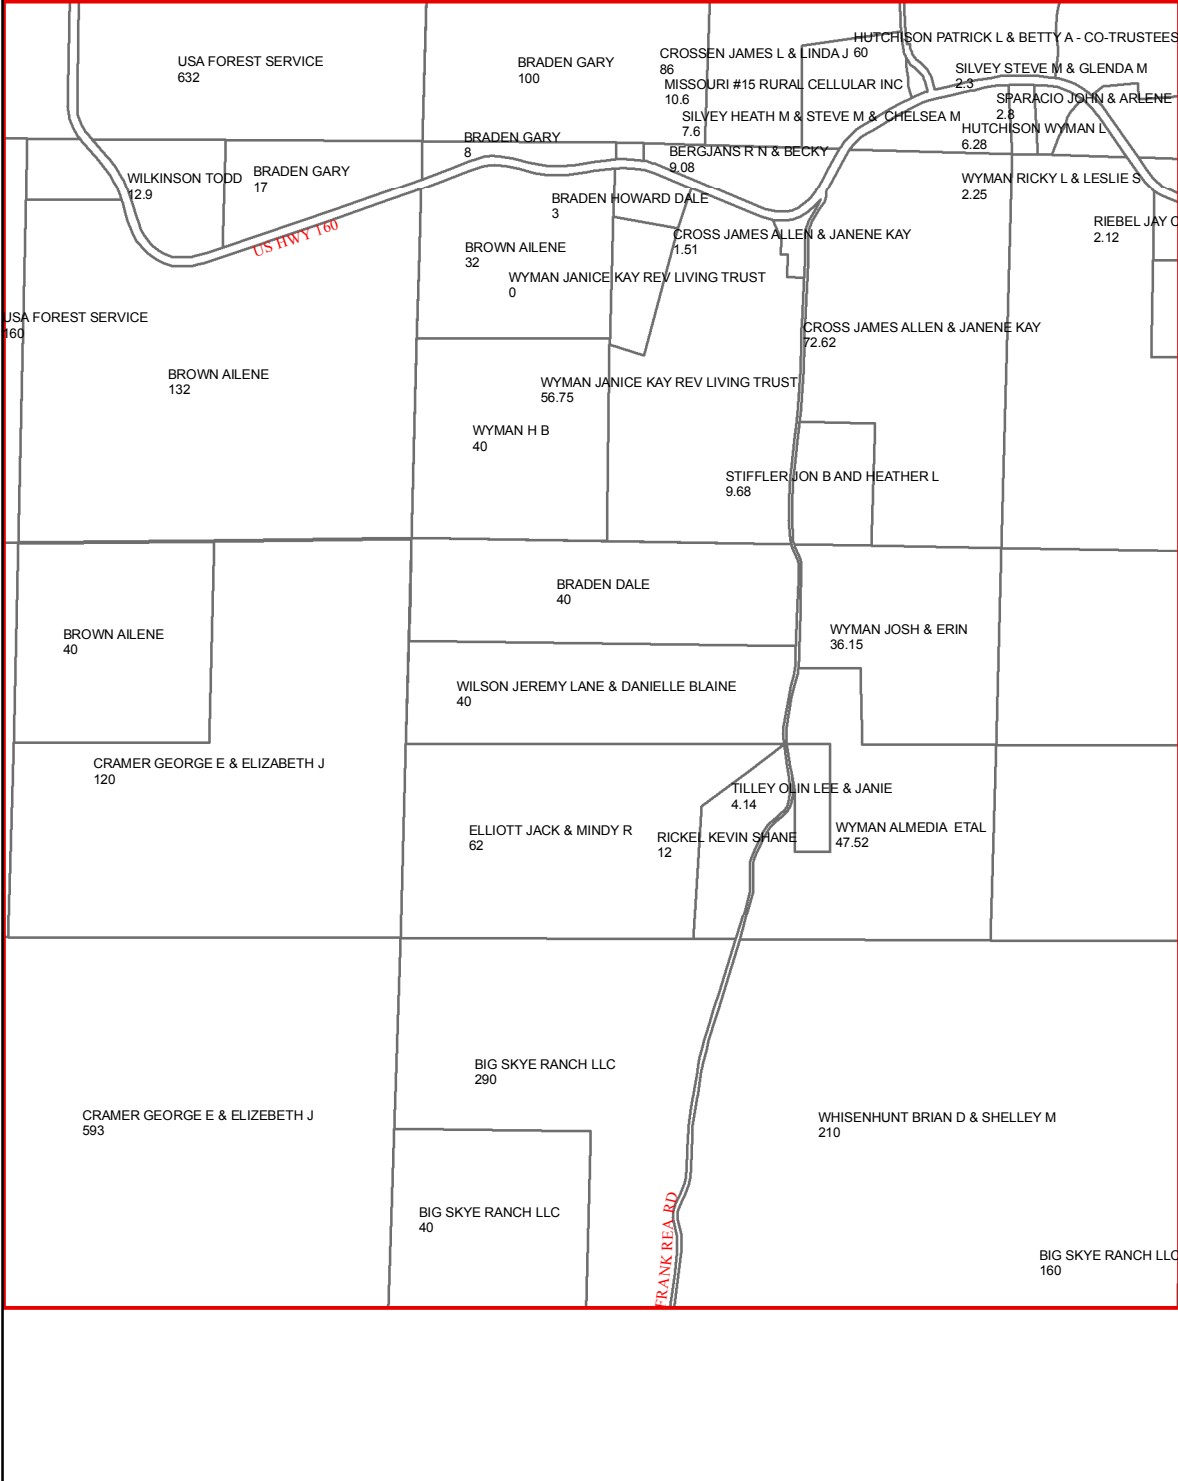 HUTCHISON PATRICK L & BETTY A - CO-TRUSTEES
60
CROSSEN JAMES L & LINDA J
86
USA FOREST SERVICE
632
BRADEN GARY
100
SILVEY STEVE M & GLENDA M
2.3
MISSOURI #15 RURAL CELLULAR INC
10.6
SPARACIO JOHN & ARLENE
2.8
SILVEY HEATH M & STEVE M & CHELSEA M
7.6
HUTCHISON WYMAN L
6.28
BRADEN GARY
8
BERGJANS R N & BECKY
9.08
BRADEN GARY
17
WILKINSON TODD
12.9
WYMAN RICKY L & LESLIE S
2.25
BRADEN HOWARD DALE
3
RIEBEL JAY C
2.12
US HWY 160
CROSS JAMES ALLEN & JANENE KAY
1.51
BROWN AILENE
32
WYMAN JANICE KAY REV LIVING TRUST
0
USA FOREST SERVICE
160
CROSS JAMES ALLEN & JANENE KAY
72.62
BROWN AILENE
132
WYMAN JANICE KAY REV LIVING TRUST
56.75
WYMAN H B
40
STIFFLER JON B AND HEATHER L
9.68
BRADEN DALE
40
BROWN AILENE
40
WYMAN JOSH & ERIN
36.15
WILSON JEREMY LANE & DANIELLE BLAINE
40
CRAMER GEORGE E & ELIZABETH J
120
TILLEY OLIN LEE & JANIE
4.14
ELLIOTT JACK & MINDY R
62
RICKEL KEVIN SHANE
12
WYMAN ALMEDIA  ETAL
47.52
BIG SKYE RANCH LLC
290
CRAMER GEORGE E & ELIZEBETH J
593
WHISENHUNT BRIAN D & SHELLEY M
210
BIG SKYE RANCH LLC
40
FRANK REA RD
BIG SKYE RANCH LLC
160